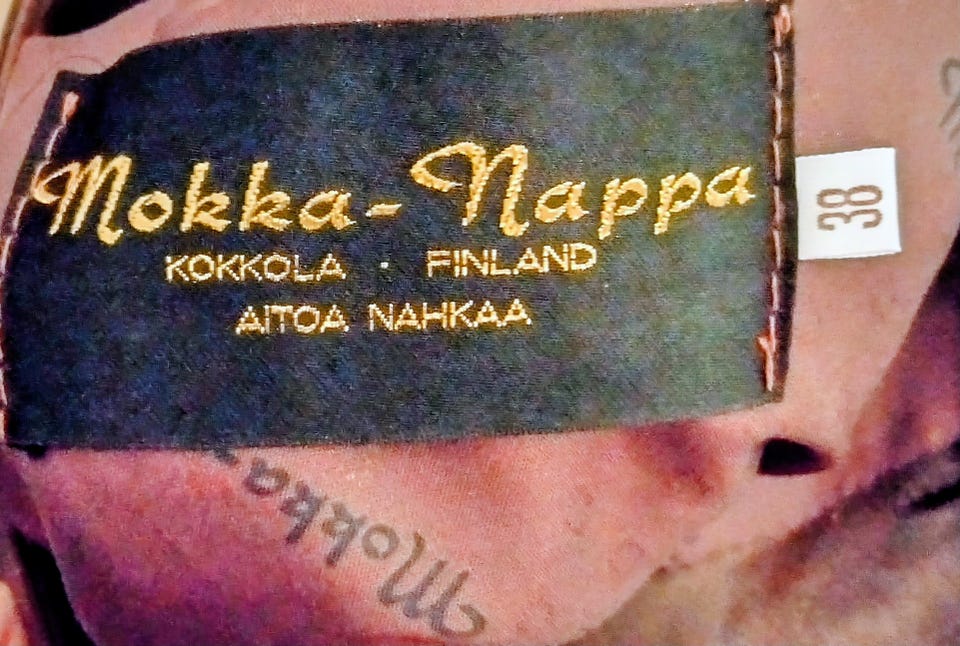 Mokka-Nappa
KOKKOLA · FINLAND
AITOA NAHKAA
38
Mokka-